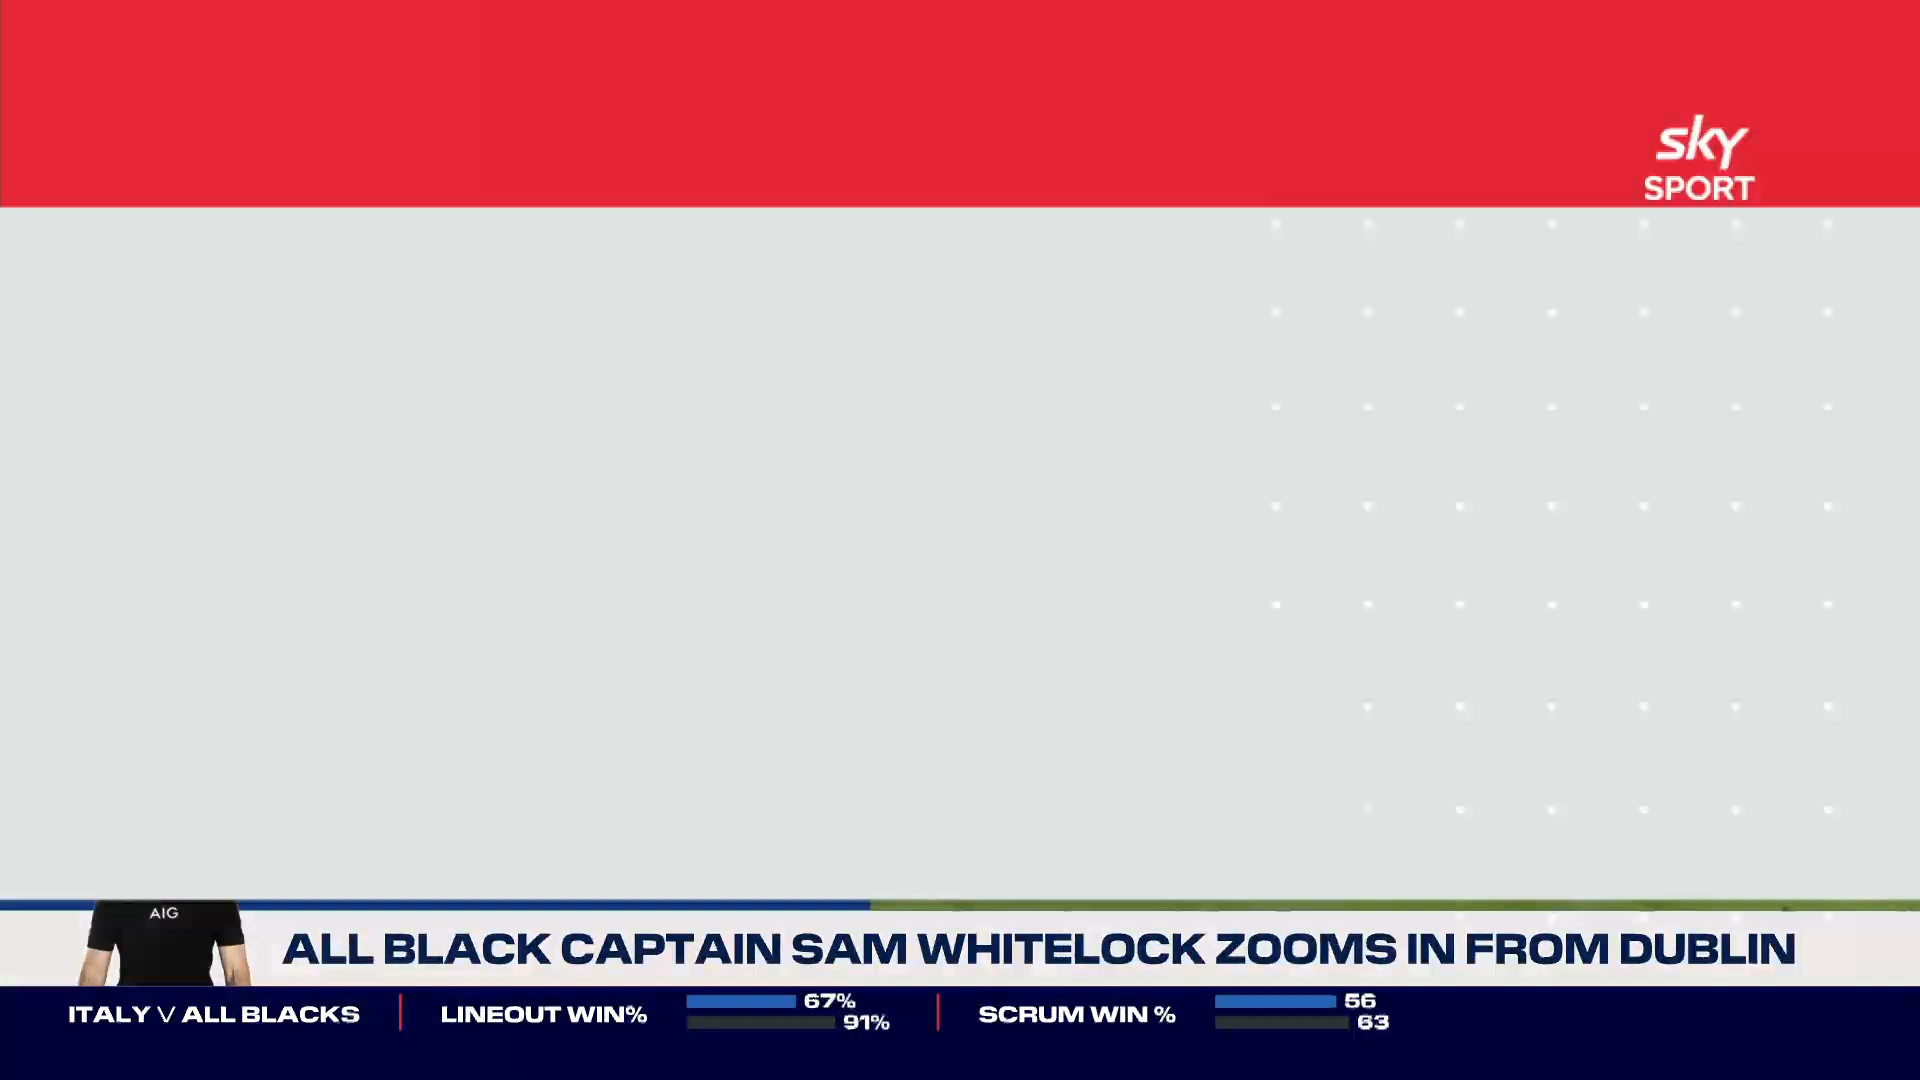 sky
SPORT
AIG
ALL BLACK CAPTAIN SAM WHITELOCK ZOOMS IN FROM DUBLIN
ITALY V ALL BLACKS LINEOUT WIN% 67% 91% SCRUM WIN % 56 63